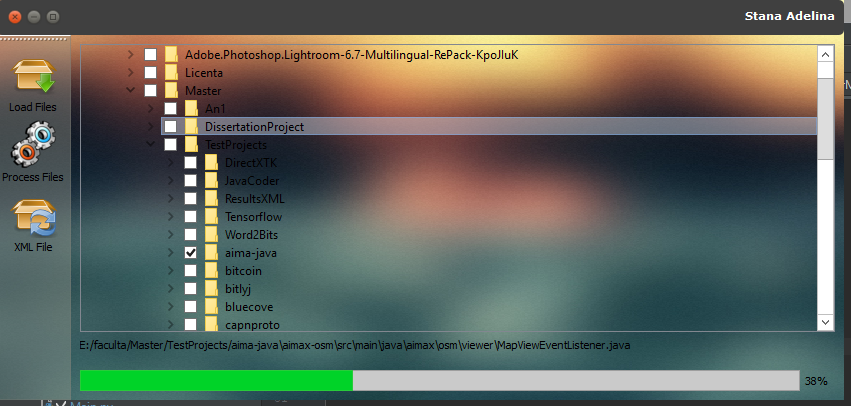 Stana Adelina
Load Files
Process Files
XML File
Adobe.Photoshop.Lightroom-6.7-Multilingual-RePack-KpoJIuK
Licenta
Master
An1
DissertationProject
TestProjects
DirectXTK
JavaCoder
ResultsXML
Tensorflow
Word2Bits
aima-java
bitcoin
bitlyj
bluecove
capnproto
E:/faculta/Master/TestProjects/aima-java\aimax-osm\src\main\java\aimax\osm\viewer\MapViewEventListener.java
38%